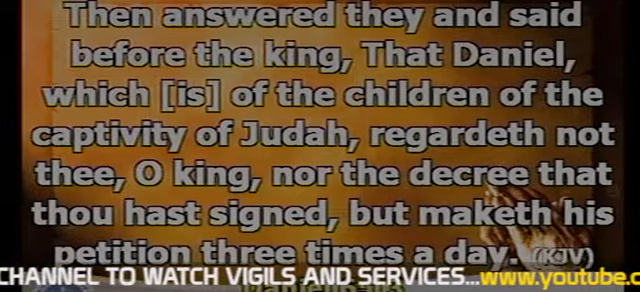 Then answered they and said
before the king, That Daniel,
which [is] of the children of the
captivity of Judah, regardeth not
thee, O king, nor the decree that
thou hast signed, but maketh his
petition three times a day. (KJV)
CHANNEL TO WATCH VIGILS AND SERVICES...www.youtube.c